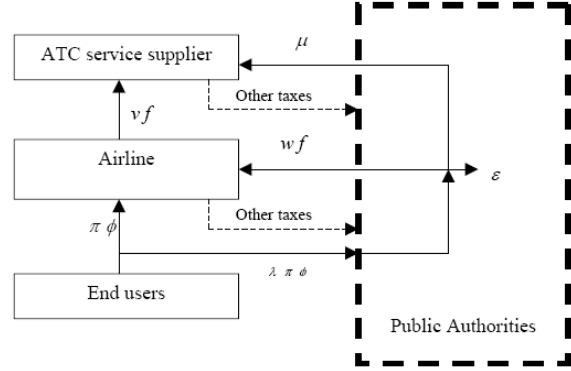 ATC service supplier
μ
Other taxes
v f
w f
Airline
ε
Other taxes
π ϕ
λ π ϕ
End users
Public Authorities